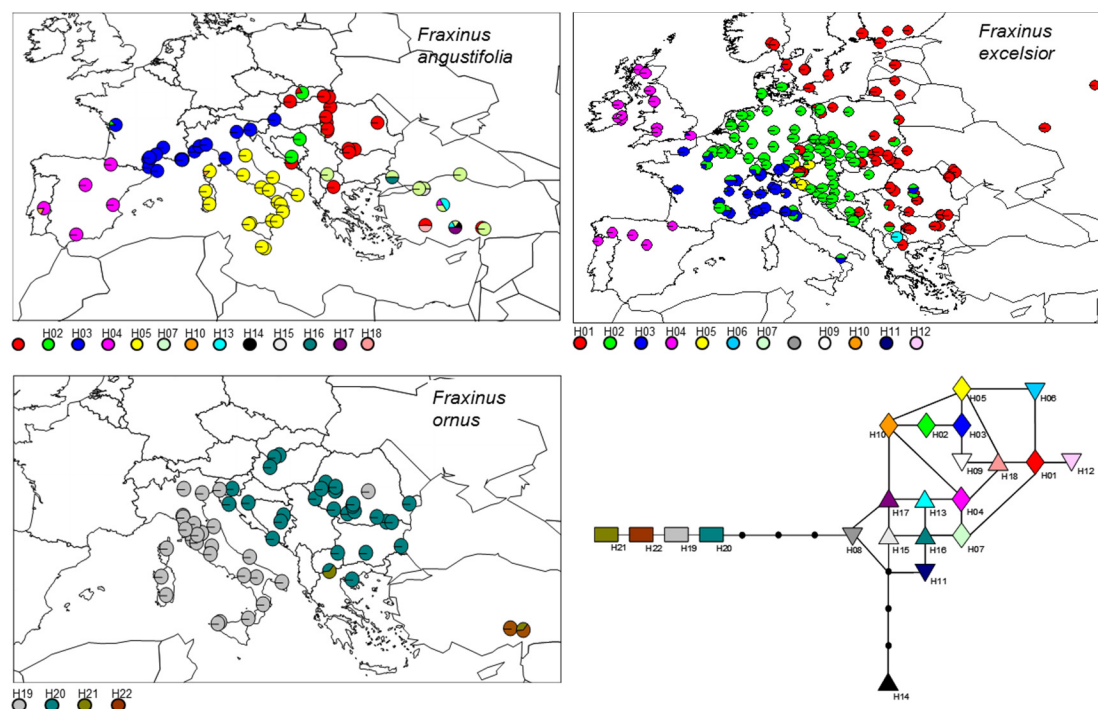 Fraxinus
angustifolia
Fraxinus
excelsior
H02 H03 H04 H05 H07 H10 H13 H14 H15 H16 H17 H18
H01 H02 H03 H04 H05 H06 H07 H09 H10 H11 H12
Fraxinus
ornus
H05 H06
H10 H02 H03
H09 H18 H01 H12
H17 H13 H04
H21 H22 H19 H20 H08 H15 H16 H07
H11
H14
H19 H20 H21 H22